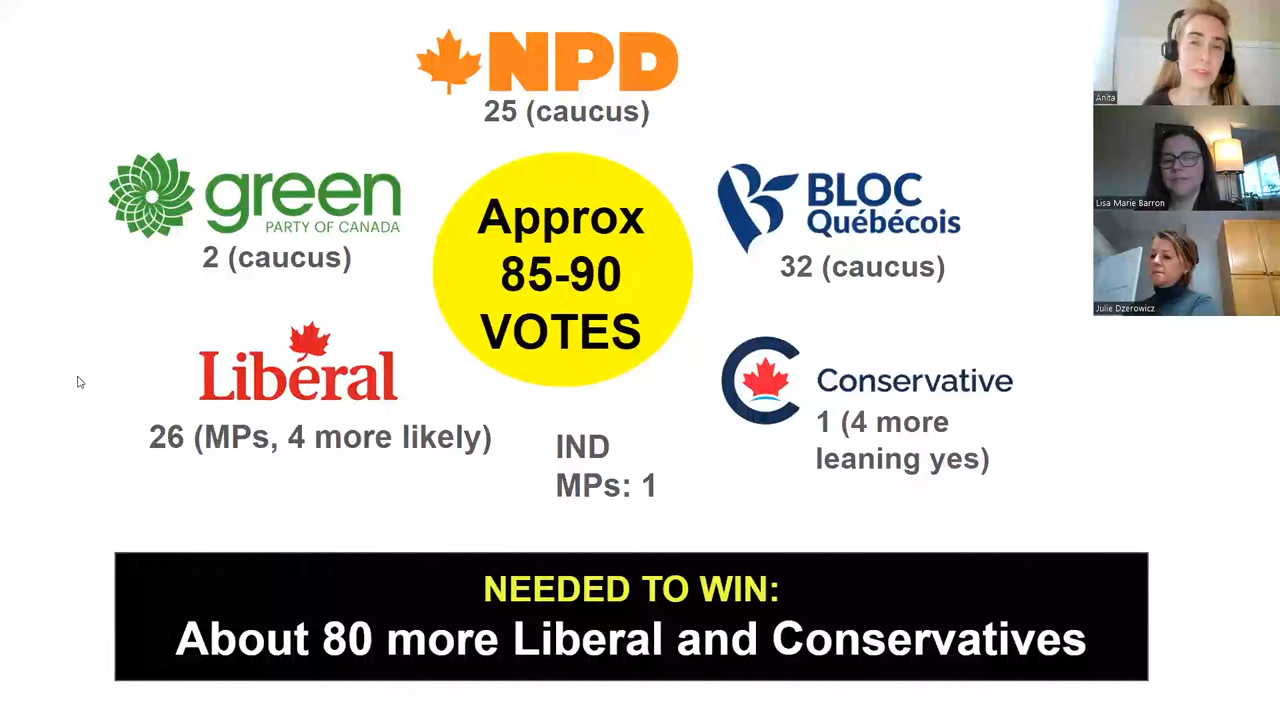 NPD
25 (caucus)
green
PARTY OF CANADA
2 (caucus)
Approx
85-90
VOTES
BLOC
Québécois
32 (caucus)
Liberal
26 (MPs, 4 more likely)
IND
MPs: 1
Conservative
1 (4 more
leaning yes)
NEEDED TO WIN:
About 80 more Liberal and Conservatives
Anita
Lisa Marie Barron
Julie Dzerowicz